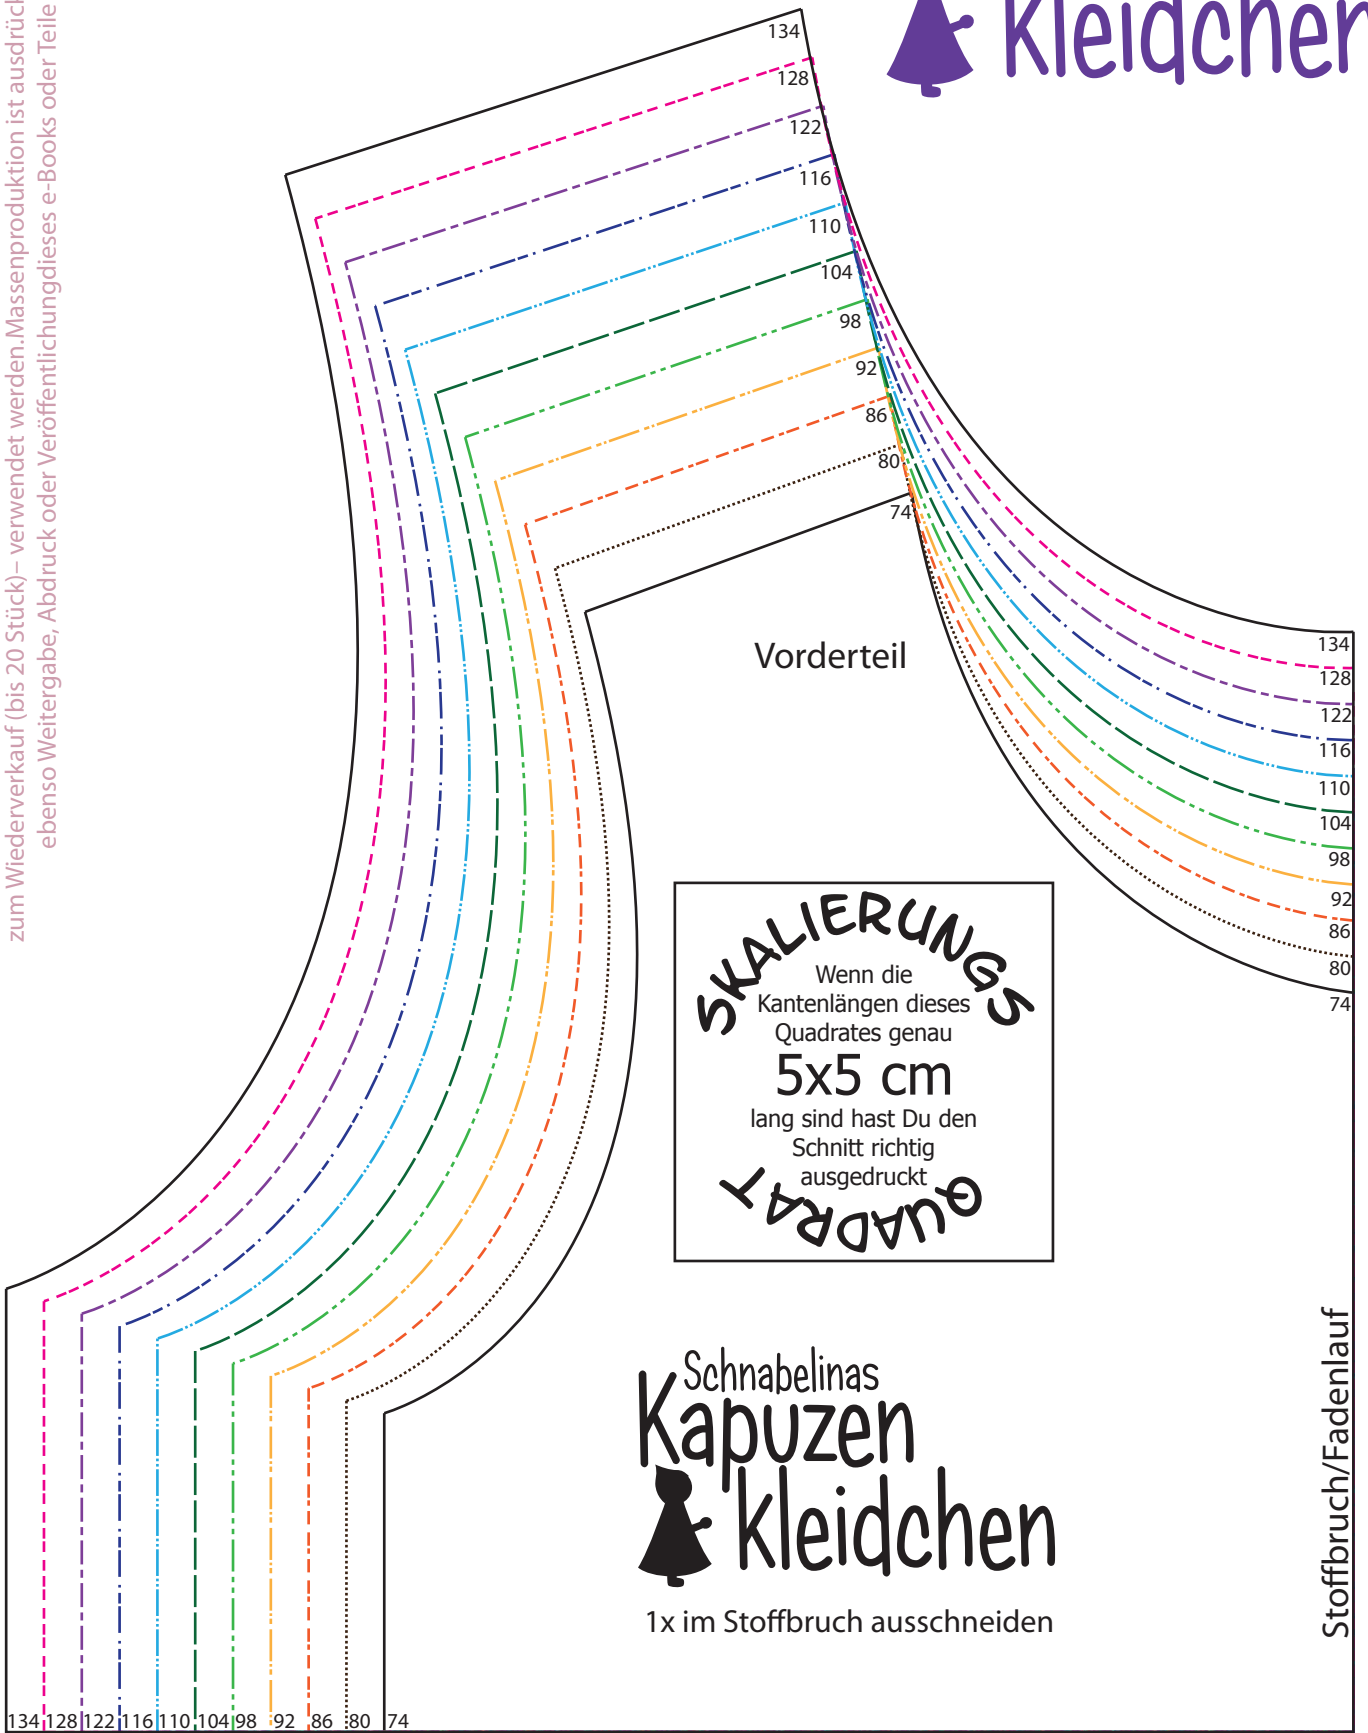 zum Wiederverkauf (bis 20 Stück)– verwendet werden.Massenproduktion ist
ebenso Weitergabe, Abdruck oder Veröffentlichungdieses e-Books oder Teile
134
128
122
116
110
104
98
92
86
80
74
Vorderteil
134
128
122
116
110
104
98
92
86
80
74
SKALIERUNGS
Wenn die
Kantenlängen dieses
Quadrates genau
5x5 cm
lang sind hast Du den
Schnitt richtig
ausgedruckt
QUADRAT
Schnabelinas
Kapuzen
kleidchen
1x im Stoffbruch ausschneiden
Stoffbruch/Fadenlauf
134 128 122 116 110 104 98 92 86 80 74